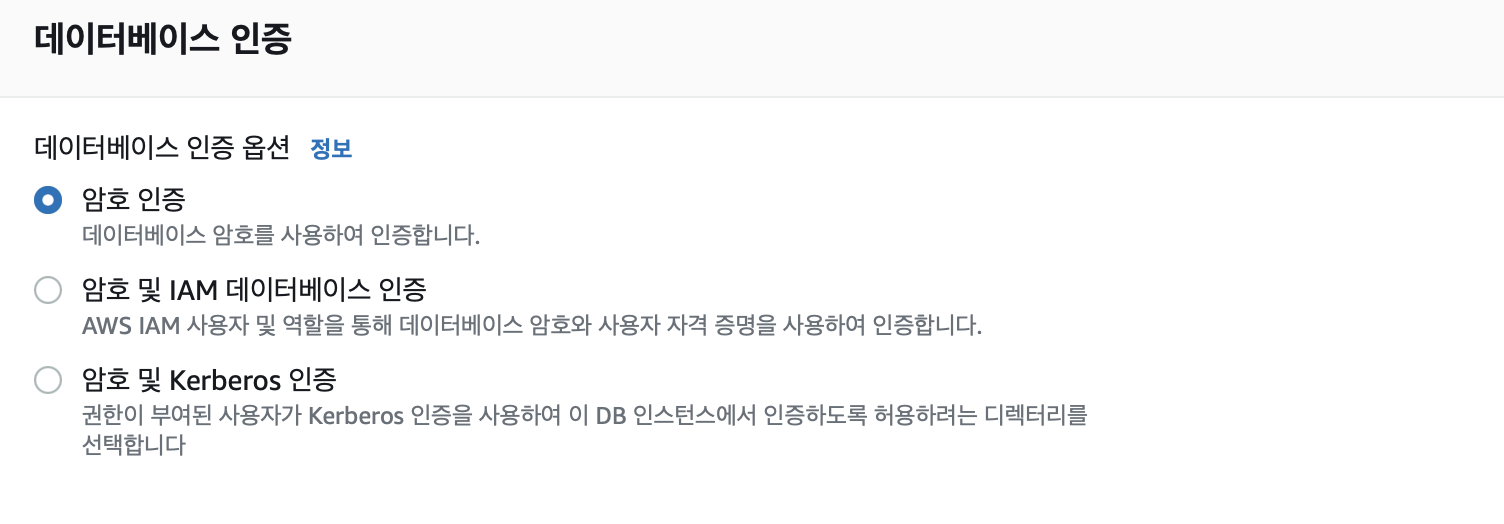 데이터베이스 인증
데이터베이스 인증 옵션 정보
암호 인증
데이터베이스 암호를 사용하여 인증합니다.
암호 및 IAM 데이터베이스 인증
AWS IAM 사용자 및 역할을 통해 데이터베이스 암호와 사용자 자격 증명을 사용하여 인증합니다.
암호 및 Kerberos 인증
권한이 부여된 사용자가 Kerberos 인증을 사용하여 이 DB 인스턴스에서 인증하도록 허용하려는 디렉터리를
선택합니다